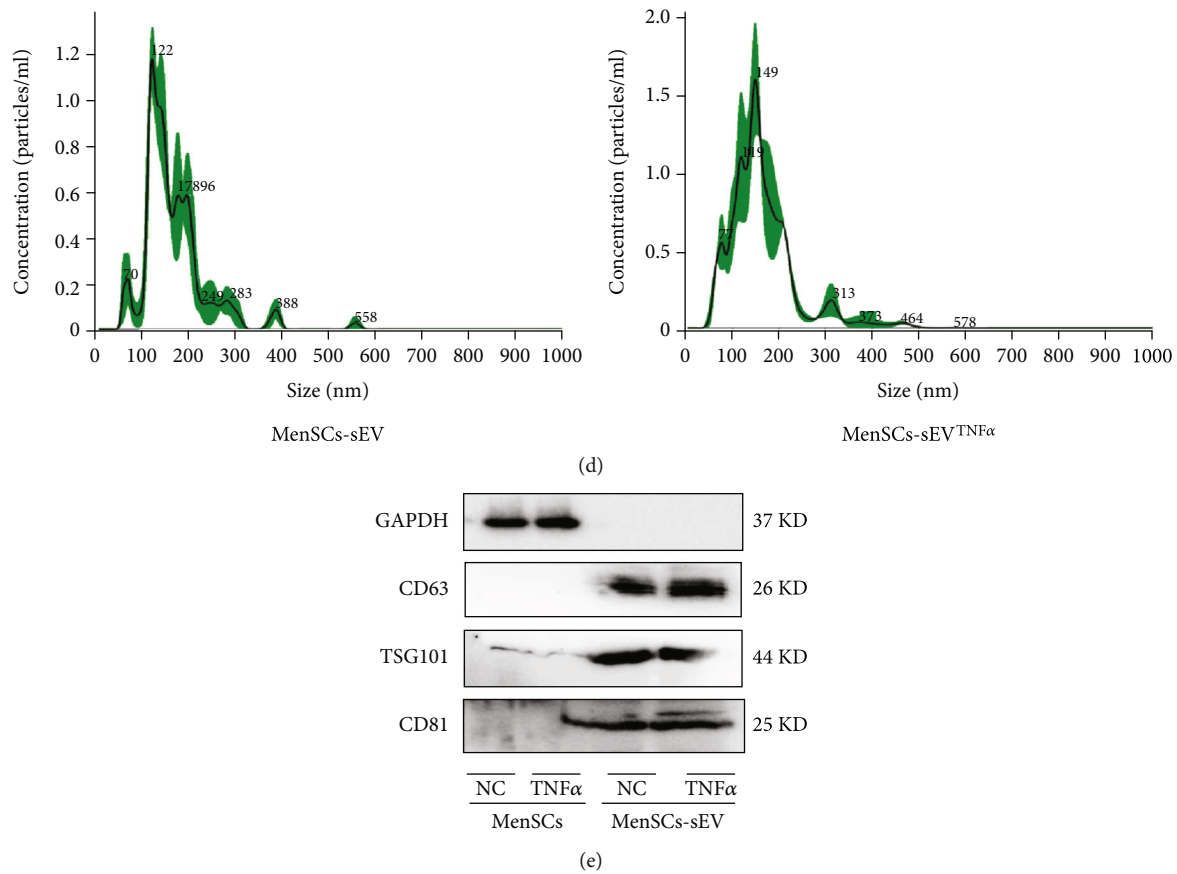 Concentration (particles/ml)
1.2
1.0
0.8
0.6
0.4
0.2
0
122
17896
70
249
283
388
558
0 100 200 300 400 500 600 700 800 900 1000
Size (nm)
MenSCs-sEV
Concentration (particles/ml)
2.0
1.5
1.0
0.5
0
149
119
77
313
373
464
578
0 100 200 300 400 500 600 700 800 900 1000
Size (nm)
MenSCs-sEV^TNFα
(d)
GAPDH 37 KD
CD63 26 KD
TSG101 44 KD
CD81 25 KD
NC TNFα NC TNFα
MenSCs MenSCs-sEV
(e)